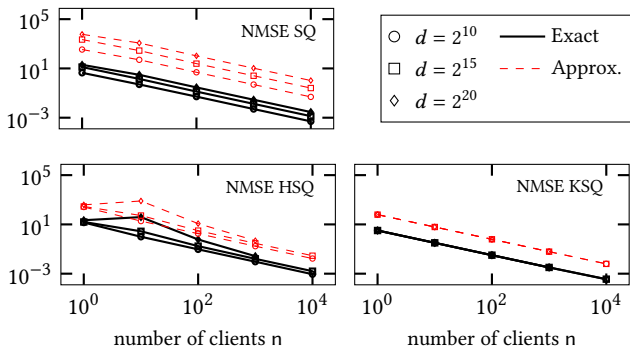 NMSE SQ
10^5
10^1
10^−3
d = 2^10
d = 2^15
d = 2^20
Exact
Approx.
NMSE HSQ
10^5
10^1
10^−3
10^0
10^2
10^4
number of clients n
NMSE KSQ
10^0
10^2
10^4
number of clients n